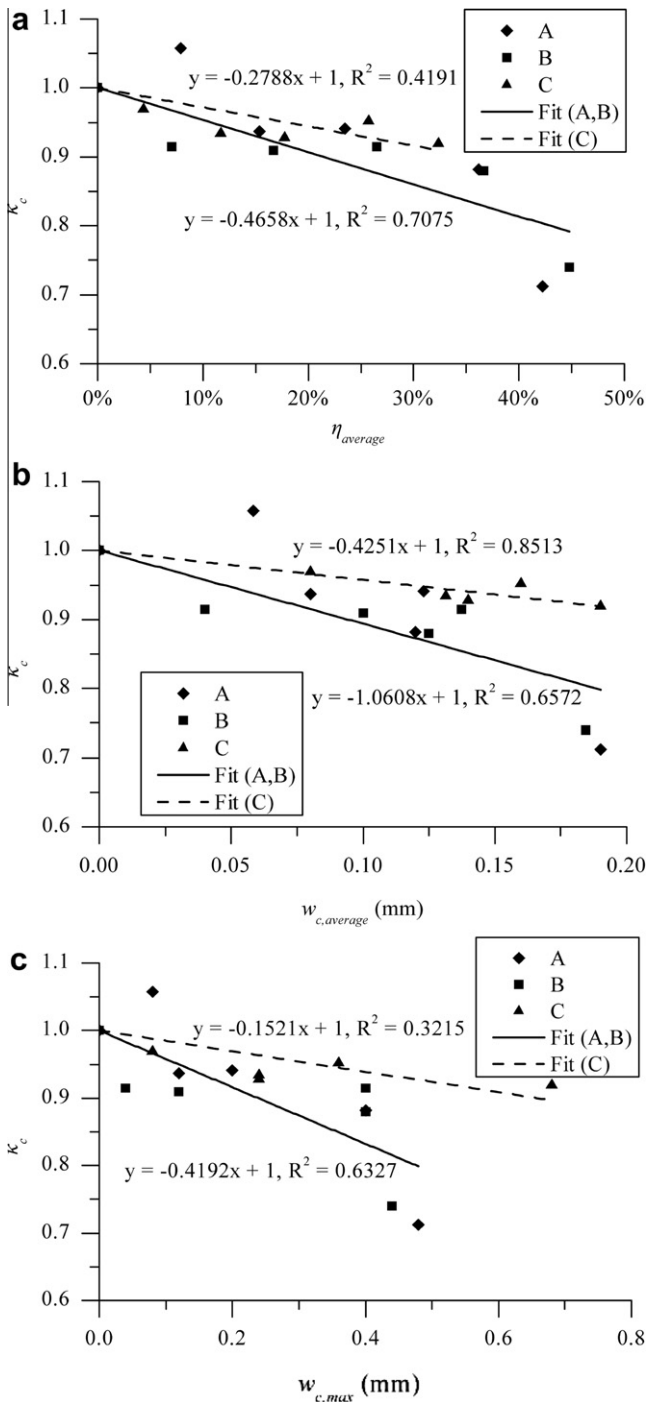 a
A
B
C
Fit (A,B)
Fit (C)
y = -0.2788x + 1, R² = 0.4191
y = -0.4658x + 1, R² = 0.7075
1.1
1.0
0.9
0.8
0.7
0.6
κc
0% 10% 20% 30% 40% 50%
ηaverage
b
1.1
1.0
0.9
0.8
0.7
0.6
κc
y = -0.4251x + 1, R² = 0.8513
y = -1.0608x + 1, R² = 0.6572
A
B
C
Fit (A,B)
Fit (C)
0.00 0.05 0.10 0.15 0.20
wc,average (mm)
c
1.1
1.0
0.9
0.8
0.7
0.6
κc
A
B
C
Fit (A,B)
Fit (C)
y = -0.1521x + 1, R² = 0.3215
y = -0.4192x + 1, R² = 0.6327
0.0 0.2 0.4 0.6 0.8
wc,max (mm)